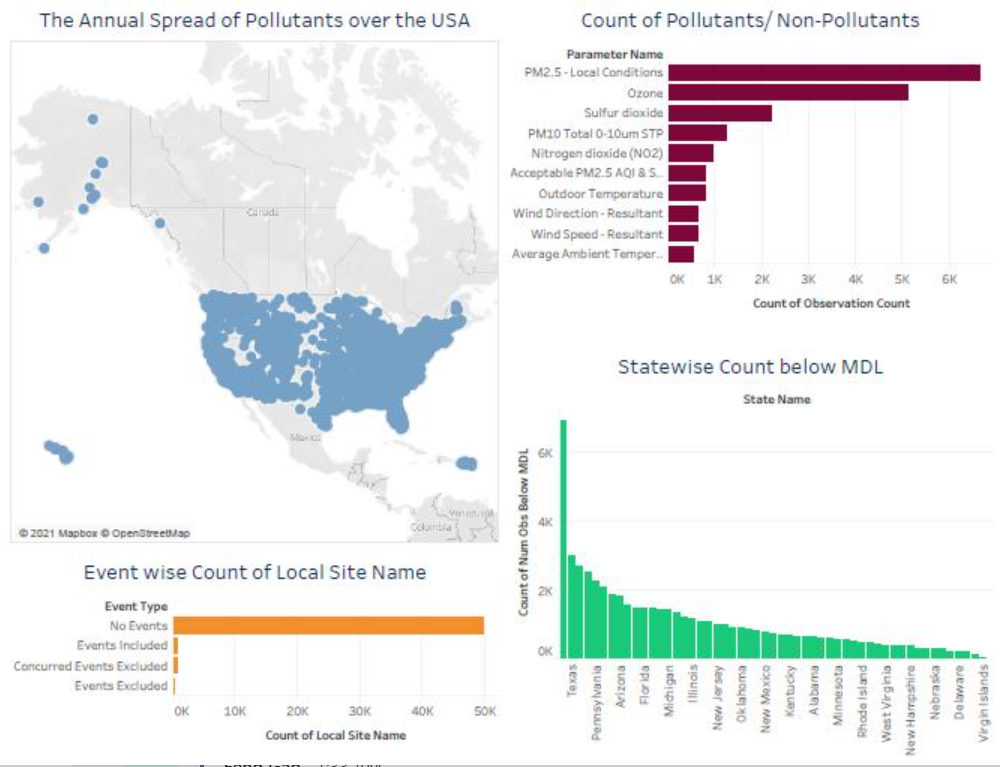 The Annual Spread of Pollutants over the USA
Canada
Mexico
Venezuela
Colombia
© 2021 Mapbox © OpenStreetMap
Count of Pollutants/ Non-Pollutants
Parameter Name
PM2.5 - Local Conditions
Ozone
Sulfur dioxide
PM10 Total 0-10um STP
Nitrogen dioxide (NO2)
Acceptable PM2.5 AQI & S..
Outdoor Temperature
Wind Direction - Resultant
Wind Speed - Resultant
Average Ambient Temper..
0K 1K 2K 3K 4K 5K 6K
Count of Observation Count
Event wise Count of Local Site Name
Event Type
No Events
Events Included
Concurred Events Excluded
Events Excluded
0K 10K 20K 30K 40K 50K
Count of Local Site Name
Statewise Count below MDL
State Name
Count of Num Obs Below MDL
6K
4K
2K
0K
Texas
Pennsylvania
Arizona
Florida
Michigan
Illinois
New Jersey
Oklahoma
New Mexico
Kentucky
Alabama
Minnesota
Rhode Island
West Virginia
New Hampshire
Nebraska
Delaware
Virgin Islands